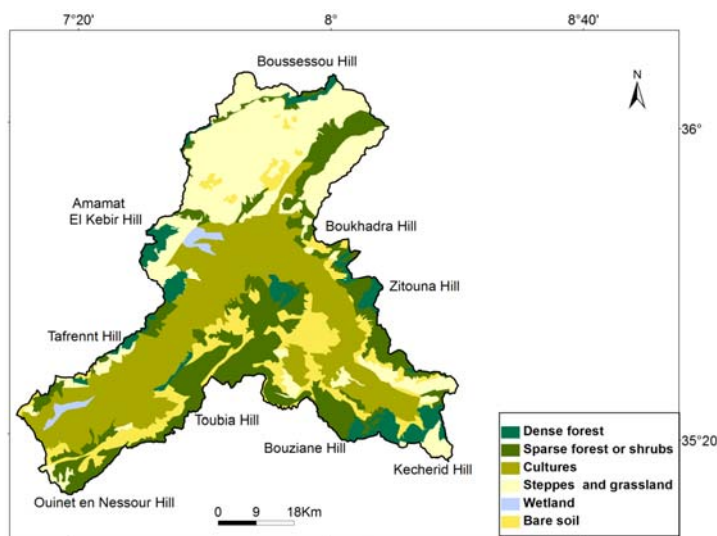 7°20'
8°
8°40'
Boussessou Hill
N
36°
Amamat
El Kebir Hill
Boukhadra Hill
Zitouna Hill
Tafrennt Hill
Toubia Hill
Bouziane Hill
Kecherid Hill
Ouinet en Nessour Hill
35°20
0 9 18Km
Dense forest
Sparse forest or shrubs
Cultures
Steppes and grassland
Wetland
Bare soil